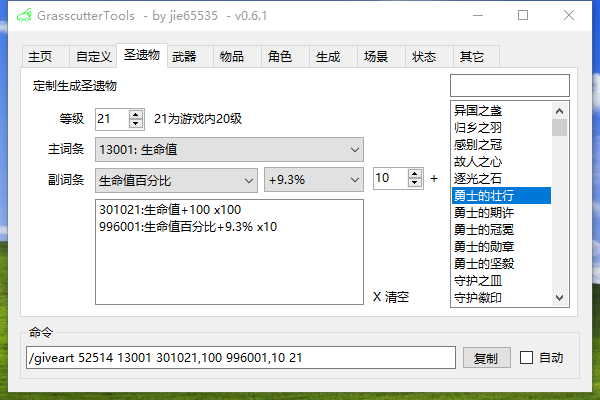 GrasscutterTools - by jie65535 - v0.6.1
主页 自定义 圣遗物 武器 物品 角色 生成 场景 状态 其它
定制生成圣遗物
等级 21 21为游戏内20级
主词条 13001: 生命值
副词条 生命值百分比 +9.3% 10 +
301021:生命值+100 x100
996001:生命值百分比+9.3% x10
X 清空
异国之盏
归乡之羽
感别之冠
故人之心
逐光之石
勇士的壮行
勇士的期许
勇士的冠冕
勇士的勋章
勇士的坚毅
守护之皿
守护徽印
命令
/giveart 52514 13001 301021,100 996001,10 21 复制 自动